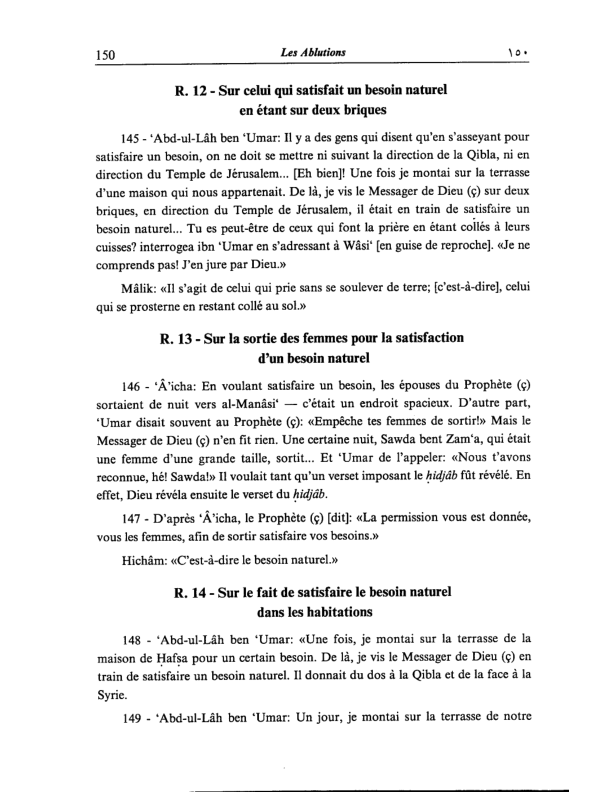 150 Les Ablutions ١٥٠
R. 12 - Sur celui qui satisfait un besoin naturel
en étant sur deux briques
145 - ‘Abd-ul-Lâh ben ‘Umar: Il y a des gens qui disent qu'en s’asseyant pour
satisfaire un besoin, on ne doit se mettre ni suivant la direction de la Qibla, ni en
direction du Temple de Jérusalem... [Eh bien]! Une fois je montai sur la terrasse
d'une maison qui nous appartenait. De là, je vis le Messager de Dieu (ç) sur deux
briques, en direction du Temple de Jérusalem, il était en train de satisfaire un
besoin naturel... Tu es peut-être de ceux qui font la prière en étant collés à leurs
cuisses? interrogea ibn ‘Umar en s'adressant à Wâsi‘ [en guise de reproche]. «Je ne
comprends pas! J'en jure par Dieu.»
Mâlik: «Il s'agit de celui qui prie sans se soulever de terre; [c'est-à-dire], celui
qui se prosterne en restant collé au sol.»
R. 13 - Sur la sortie des femmes pour la satisfaction
d'un besoin naturel
146 - ‘Â’icha: En voulant satisfaire un besoin, les épouses du Prophète (ç)
sortaient de nuit vers al-Manâsi‘ — c'était un endroit spacieux. D'autre part,
‘Umar disait souvent au Prophète (ç): «Empêche tes femmes de sortir!» Mais le
Messager de Dieu (ç) n'en fit rien. Une certaine nuit, Sawda bent Zam‘a, qui était
une femme d'une grande taille, sortit... Et ‘Umar de l'appeler: «Nous t'avons
reconnue, hé! Sawda!» Il voulait tant qu'un verset imposant le ḥidjâb fût révélé. En
effet, Dieu révéla ensuite le verset du ḥidjâb.
147 - D'après ‘Â’icha, le Prophète (ç) [dit]: «La permission vous est donnée,
vous les femmes, afin de sortir satisfaire vos besoins.»
Hichâm: «C'est-à-dire le besoin naturel.»
R. 14 - Sur le fait de satisfaire le besoin naturel
dans les habitations
148 - ‘Abd-ul-Lâh ben ‘Umar: «Une fois, je montai sur la terrasse de la
maison de Ḥafṣa pour un certain besoin. De là, je vis le Messager de Dieu (ç) en
train de satisfaire un besoin naturel. Il donnait du dos à la Qibla et de la face à la
Syrie.
149 - ‘Abd-ul-Lâh ben ‘Umar: Un jour, je montai sur la terrasse de notre